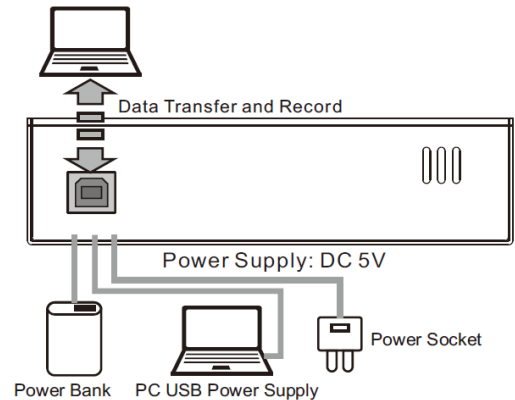 Data Transfer and Record
Power Supply: DC 5V
Power Socket
Power Bank
PC USB Power Supply